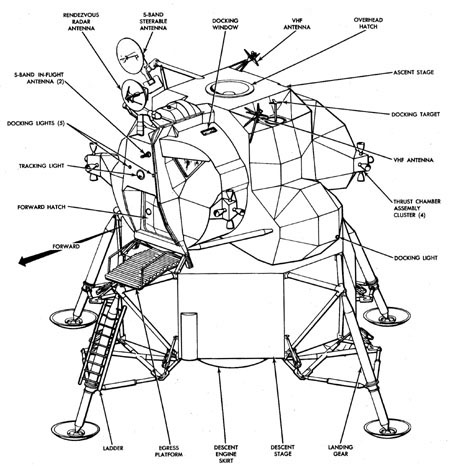 RENDEZVOUS
RADAR
ANTENNA
S-BAND
STEERABLE
ANTENNA
DOCKING
WINDOW
VHF
ANTENNA
OVERHEAD
HATCH
S-BAND IN-FLIGHT
ANTENNA (2)
ASCENT STAGE
DOCKING LIGHTS (5)
DOCKING TARGET
TRACKING LIGHT
VHF ANTENNA
FORWARD HATCH
THRUST CHAMBER
ASSEMBLY
CLUSTER (4)
FORWARD
DOCKING LIGHT
LADDER
EGRESS
PLATFORM
DESCENT
ENGINE
SKIRT
DESCENT
STAGE
LANDING
GEAR